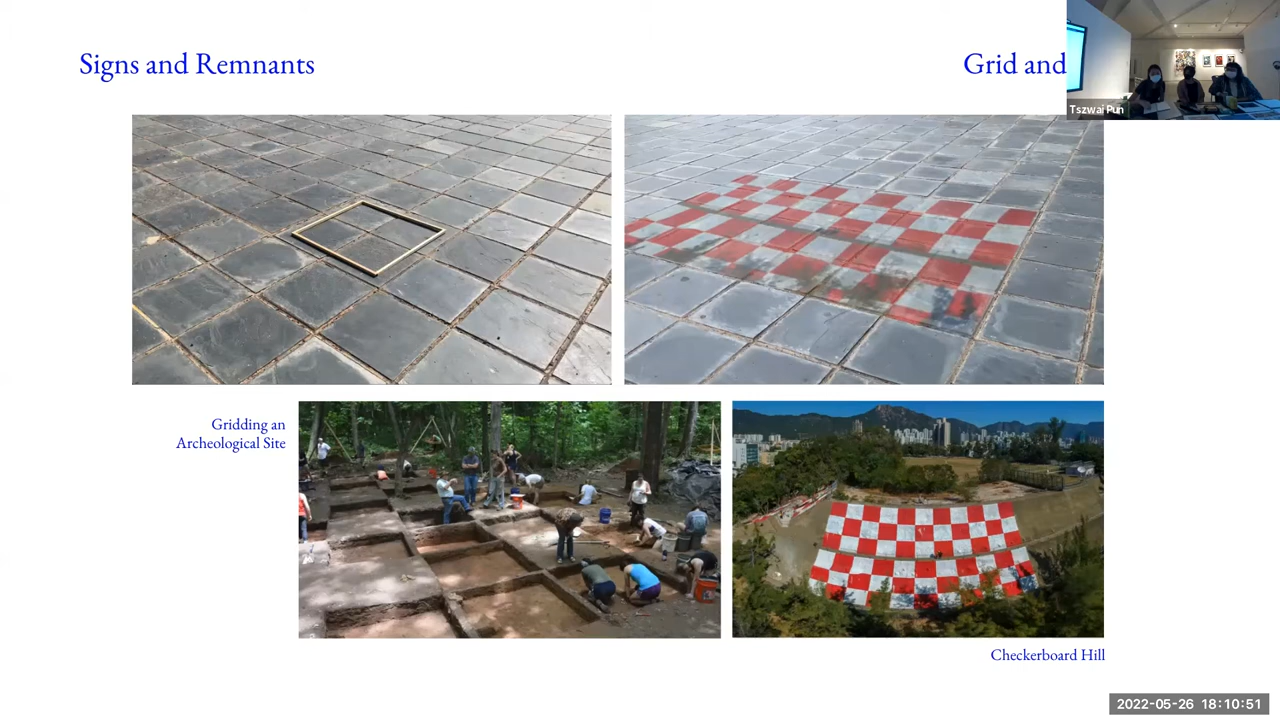 Signs and Remnants
Grid and
Tszwai Pun
Gridding an
Archeological Site
Checkerboard Hill
2022-05-26 18:10:51